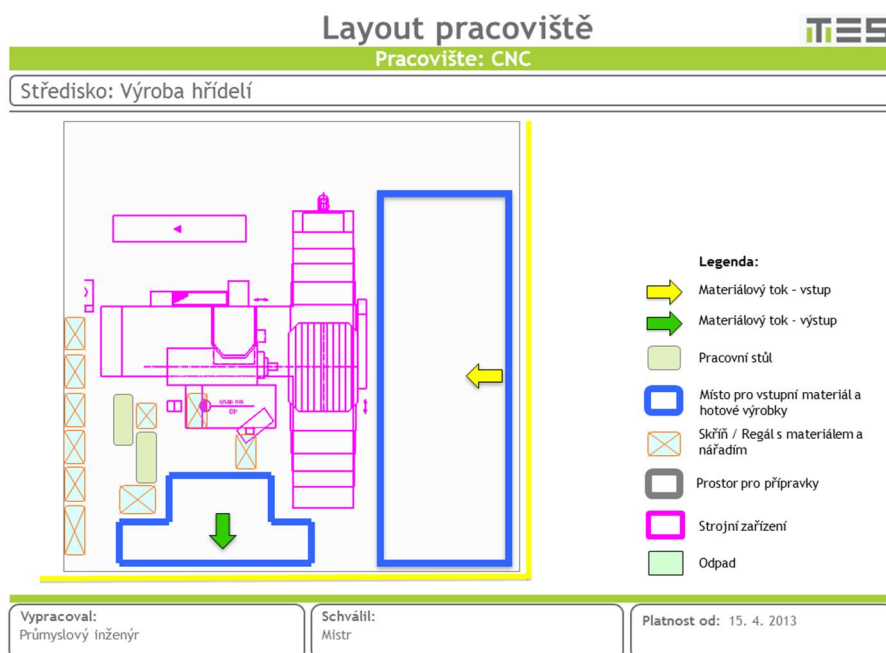 Layout pracoviště
Pracoviště: CNC
Středisko: Výroba hřídelí
Legenda:
Materiálový tok - vstup
Materiálový tok - výstup
Pracovní stůl
Místo pro vstupní materiál a
hotové výrobky
Skříň / Regál s materiálem a
nářadím
Prostor pro přípravky
Strojní zařízení
Odpad
Vypracoval:
Průmyslový inženýr
Schválil:
Mistr
Platnost od: 15. 4. 2013